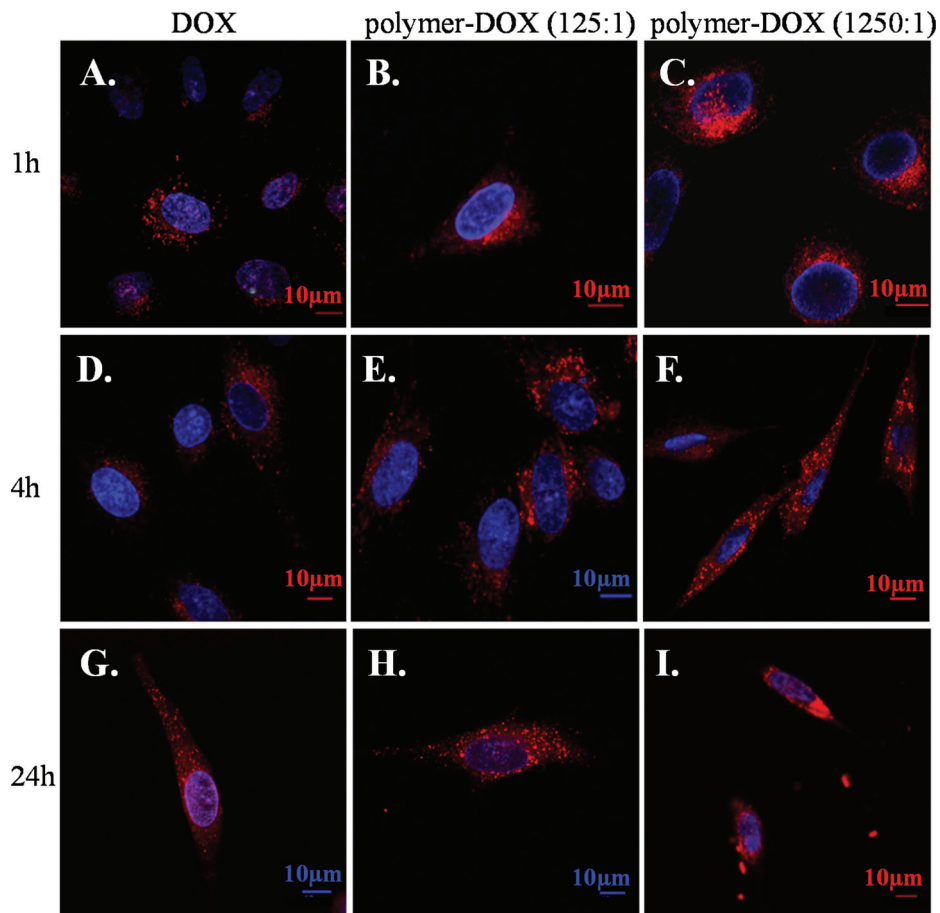 DOX polymer-DOX (125:1) polymer-DOX (1250:1)
A. B. C.
1h
10μm 10μm 10μm
D. E. F.
4h
10μm 10μm 10μm
G. H. I.
24h
10μm 10μm 10μm